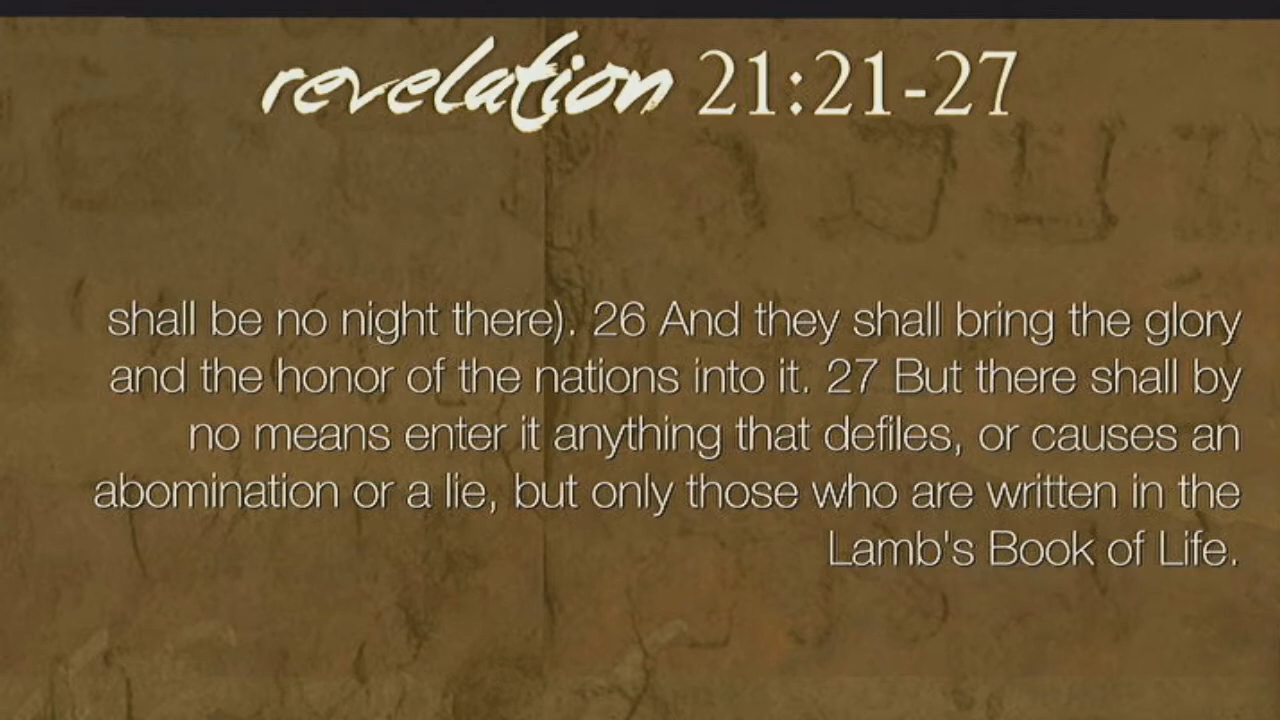 revelation 21:21-27
shall be no night there). 26 And they shall bring the glory
and the honor of the nations into it. 27 But there shall by
no means enter it anything that defiles, or causes an
abomination or a lie, but only those who are written in the
Lamb's Book of Life.